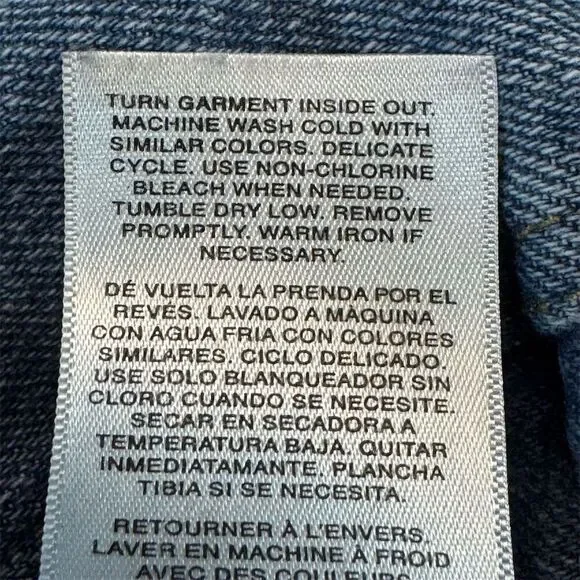 TURN GARMENT INSIDE OUT.
MACHINE WASH COLD WITH
SIMILAR COLORS. DELICATE
CYCLE. USE NON-CHLORINE
BLEACH WHEN NEEDED.
TUMBLE DRY LOW. REMOVE
PROMPTLY. WARM IRON IF
NECESSARY.
DÉ VUELTA LA PRENDA POR EL
REVÉS. LAVADO A MAQUINA
CON AGUA FRIA CON COLORES
SIMILARES. CICLO DELICADO.
USE SOLO BLANQUEADOR SIN
CLORO CUANDO SE NECESITE.
SECAR EN SECADORA A
TEMPERATURA BAJA. QUITAR
INMEDIATAMANTE. PLANCHA
TIBIA SI SE NECESITA.
RETOURNER À L'ENVERS.
LAVER EN MACHINE À FROID
AVEC DES COULEURS